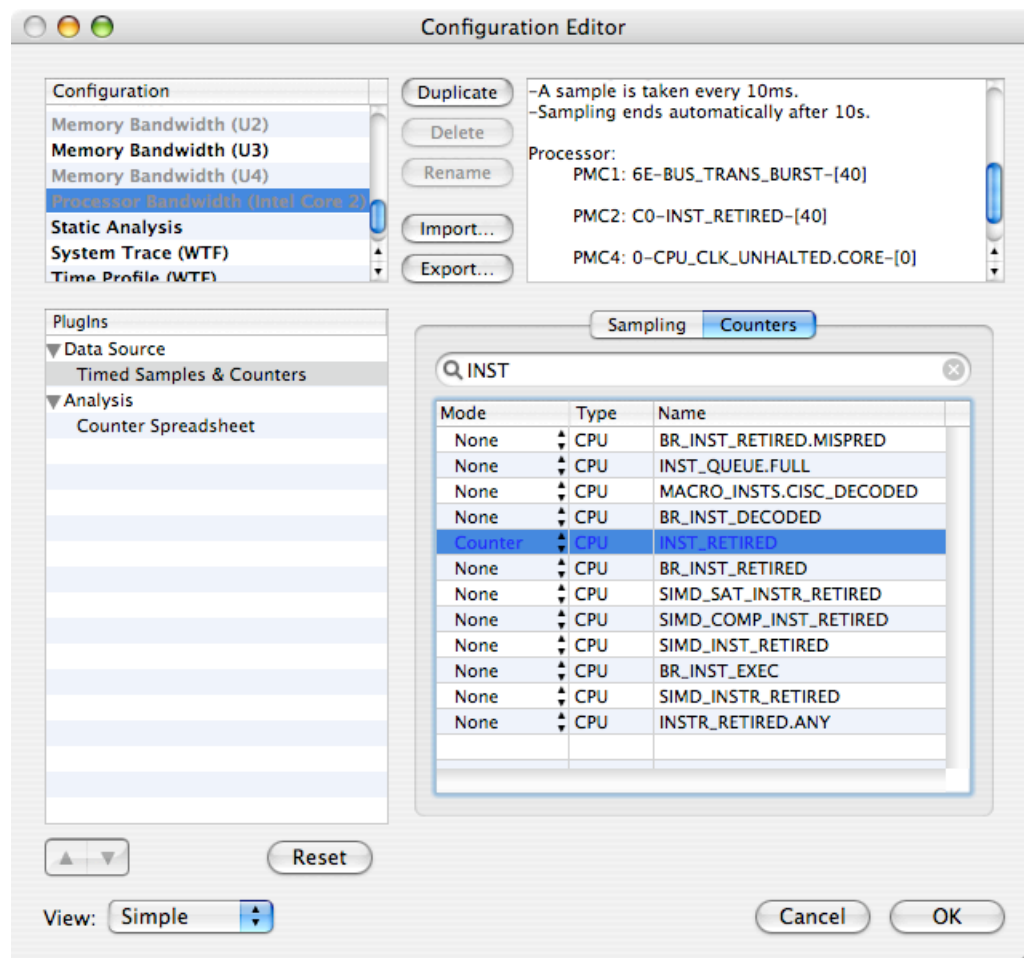 Configuration Editor
Configuration
Memory Bandwidth (U2)
Memory Bandwidth (U3)
Memory Bandwidth (U4)
Processor Bandwidth (Intel Core 2)
Static Analysis
System Trace (WTF)
Time Profile (WTF)
Duplicate
Delete
Rename
Import...
Export...
-A sample is taken every 10ms.
-Sampling ends automatically after 10s.
Processor:
PMC1: 6E-BUS_TRANS_BURST-[40]
PMC2: C0-INST_RETIRED-[40]
PMC4: 0-CPU_CLK_UNHALTED.CORE-[0]
PlugIns
Data Source
Timed Samples & Counters
Analysis
Counter Spreadsheet
Sampling Counters
INST
Mode Type Name
None CPU BR_INST_RETIRED.MISPRED
None CPU INST_QUEUE.FULL
None CPU MACRO_INSTS.CISC_DECODED
None CPU BR_INST_DECODED
Counter CPU INST_RETIRED
None CPU BR_INST_RETIRED
None CPU SIMD_SAT_INSTR_RETIRED
None CPU SIMD_COMP_INST_RETIRED
None CPU SIMD_INST_RETIRED
None CPU BR_INST_EXEC
None CPU SIMD_INSTR_RETIRED
None CPU INSTR_RETIRED.ANY
Reset
View: Simple
Cancel OK